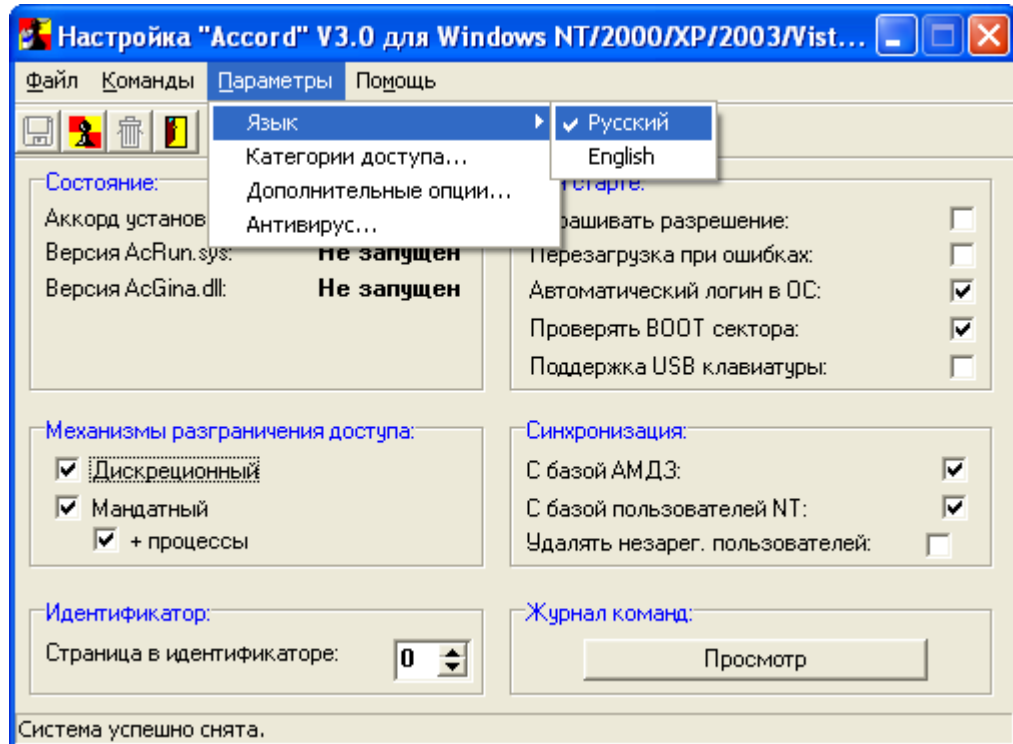 Настройка "Accord" V3.0 для Windows NT/2000/XP/2003/Vist...
Файл Команды Параметры Помощь
Язык
Русский
English
Категории доступа...
Дополнительные опции...
Антивирус...
Состояние:
старте:
Аккорд установ
Версия AcRun.sys: Не запущен
Версия AcGina.dll: Не запущен
рашивать разрешение:
Перезагрузка при ошибках:
Автоматический логин в ОС:
Проверять BOOT сектора:
Поддержка USB клавиатуры:
Механизмы разграничения доступа:
Дискреционный
Мандатный
+ процессы
Синхронизация:
С базой АМДЗ:
С базой пользователей NT:
Удалять незарег. пользователей:
Идентификатор:
Страница в идентификаторе: 0
Журнал команд:
Просмотр
Система успешно снята.